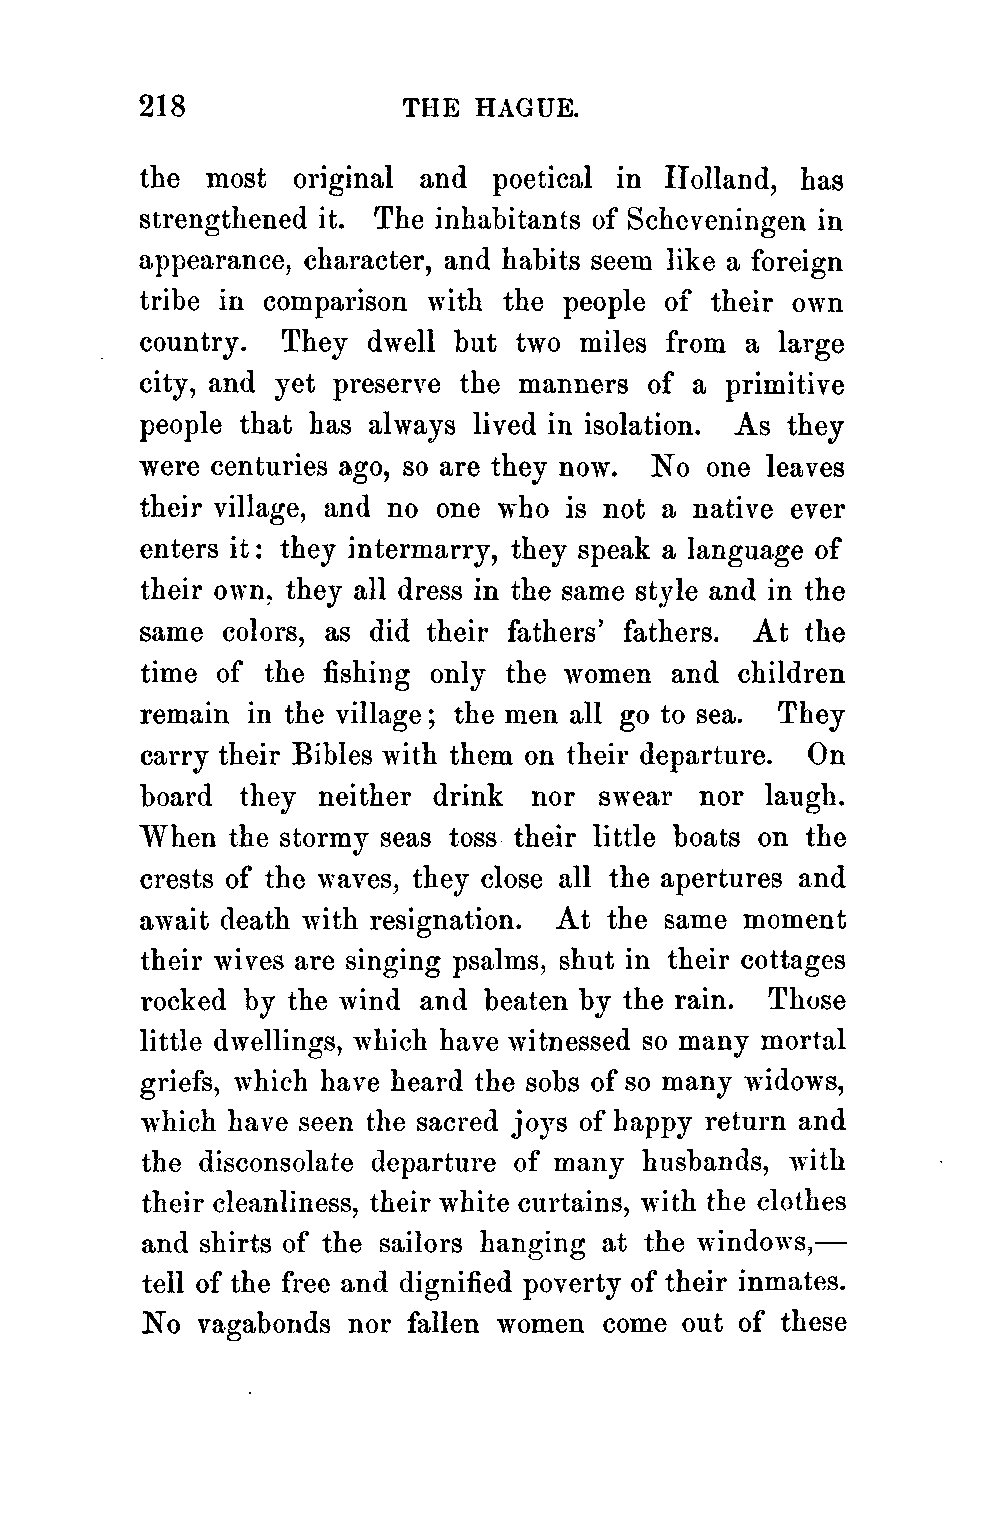 218 THE HAGUE.
the most original and poetical in Holland, has
strengthened it. The inhabitants of Scheveningen in
appearance, character, and habits seem like a foreign
tribe in comparison with the people of their own
country. They dwell but two miles from a large
city, and yet preserve the manners of a primitive
people that has always lived in isolation. As they
were centuries ago, so are they now. No one leaves
their village, and no one who is not a native ever
enters it: they intermarry, they speak a language of
their own, they all dress in the same style and in the
same colors, as did their fathers' fathers. At the
time of the fishing only the women and children
remain in the village; the men all go to sea. They
carry their Bibles with them on their departure. On
board they neither drink nor swear nor laugh.
When the stormy seas toss their little boats on the
crests of the waves, they close all the apertures and
await death with resignation. At the same moment
their wives are singing psalms, shut in their cottages
rocked by the wind and beaten by the rain. Those
little dwellings, which have witnessed so many mortal
griefs, which have heard the sobs of so many widows,
which have seen the sacred joys of happy return and
the disconsolate departure of many husbands, with
their cleanliness, their white curtains, with the clothes
and shirts of the sailors hanging at the windows,—
tell of the free and dignified poverty of their inmates.
No vagabonds nor fallen women come out of these